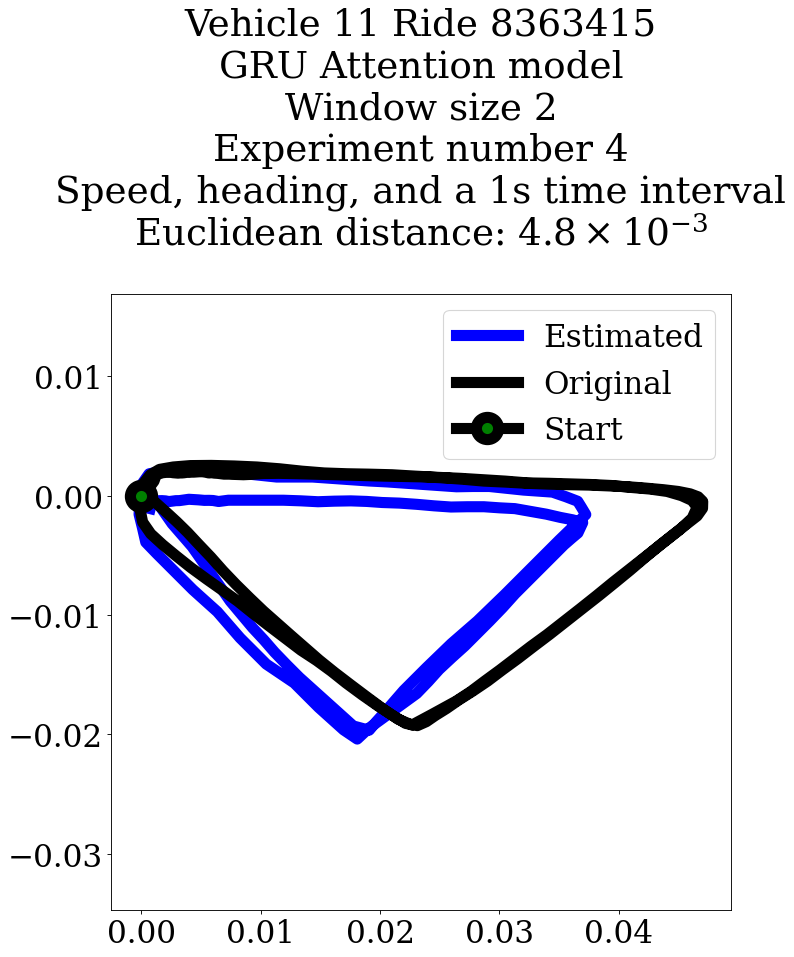 Vehicle 11 Ride 8363415
GRU Attention model
Window size 2
Experiment number 4
Speed, heading, and a 1s time interval
Euclidean distance: 4.8 × 10⁻³
Estimated
Original
Start
0.01
0.00
−0.01
−0.02
−0.03
0.00 0.01 0.02 0.03 0.04